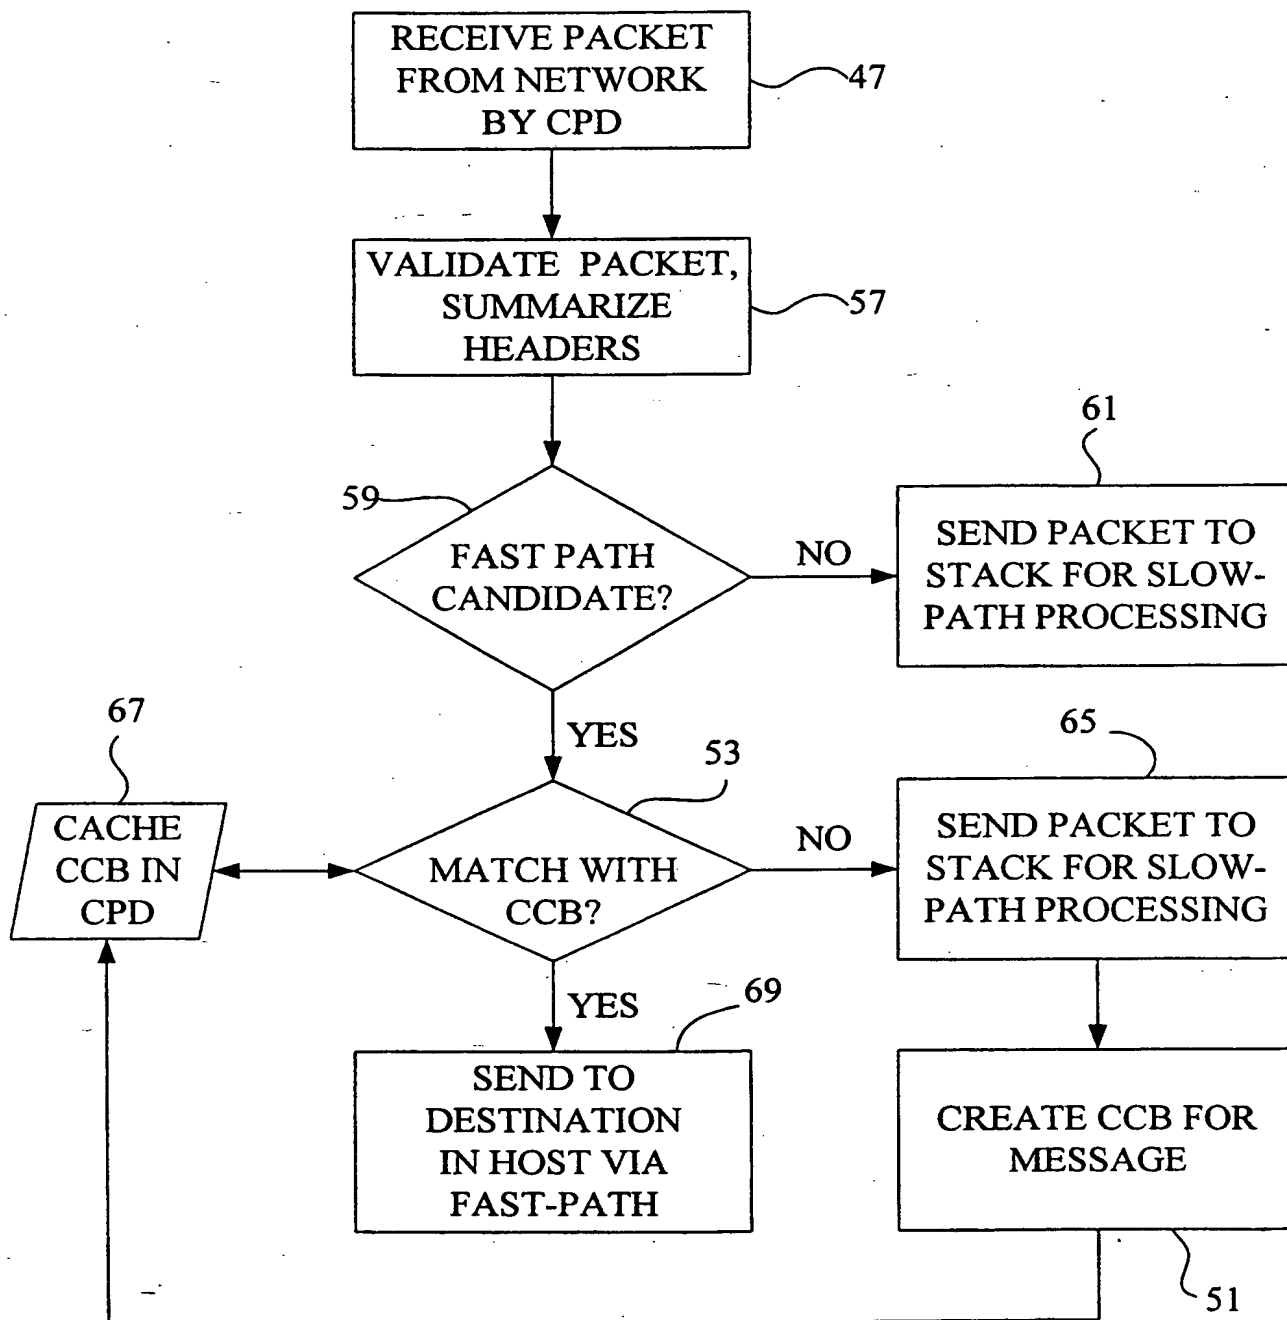 RECEIVE PACKET
FROM NETWORK
BY CPD
47
VALIDATE PACKET,
SUMMARIZE
HEADERS
57
59
FAST PATH
CANDIDATE?
NO
61
SEND PACKET TO
STACK FOR SLOW-
PATH PROCESSING
YES
67
CACHE
CCB IN
CPD
53
MATCH WITH
CCB?
NO
65
SEND PACKET TO
STACK FOR SLOW-
PATH PROCESSING
YES
69
SEND TO
DESTINATION
IN HOST VIA
FAST-PATH
CREATE CCB FOR
MESSAGE
51